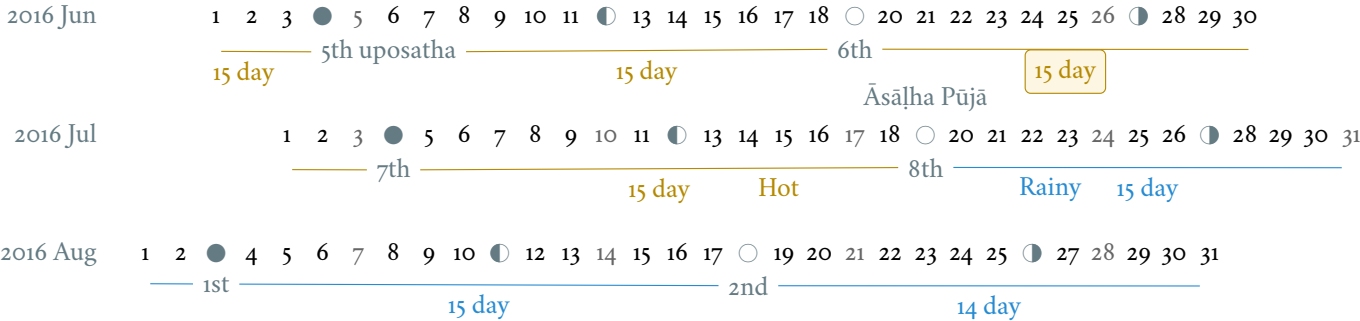 2016 Jun 1 2 3 5 6 7 8 9 10 11 13 14 15 16 17 18 20 21 22 23 24 25 26 28 29 30
5th uposatha 6th
15 day 15 day 15 day
Āsāḷha Pūjā
2016 Jul 1 2 3 5 6 7 8 9 10 11 13 14 15 16 17 18 20 21 22 23 24 25 26 28 29 30 31
7th 8th
15 day Hot Rainy 15 day
2016 Aug 1 2 4 5 6 7 8 9 10 12 13 14 15 16 17 19 20 21 22 23 24 25 27 28 29 30 31
1st 2nd
15 day 14 day